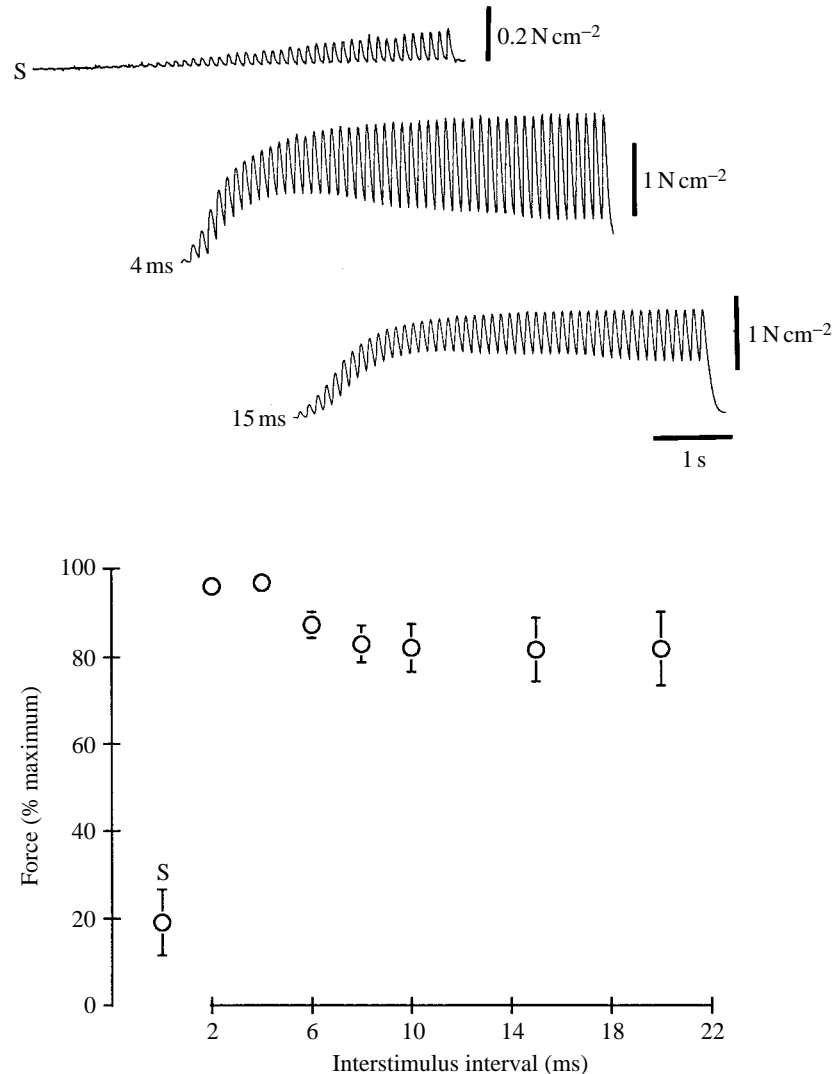 S
0.2 N cm⁻²
4 ms
1 N cm⁻²
15 ms
1 N cm⁻²
1 s
100
80
60
40
20
0
Force (% maximum)
S
2 6 10 14 18 22
Interstimulus interval (ms)